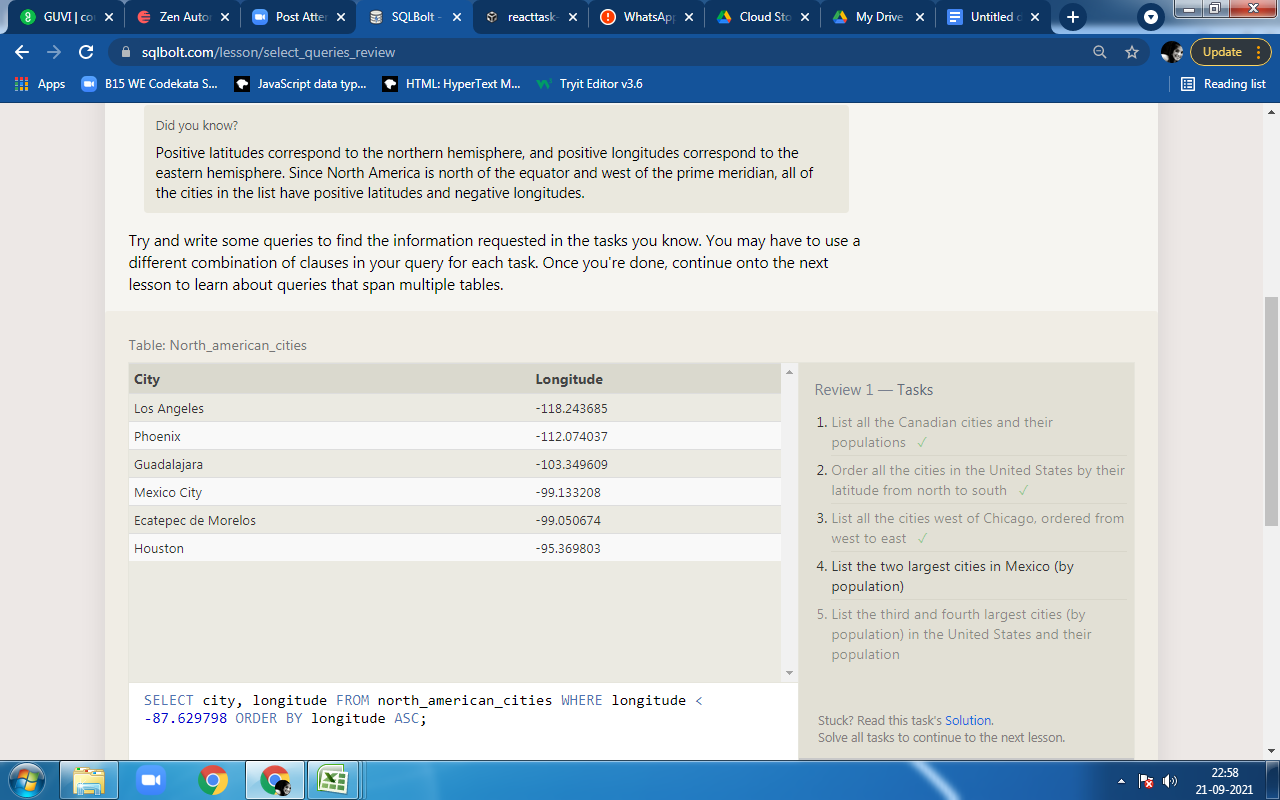 GUVI | co
Zen Autor
Post Atter
SQLBolt -
reacttask-
WhatsApp
Cloud Sto
My Drive
Untitled d
sqlbolt.com/lesson/select_queries_review
Update
Apps
B15 WE Codekata S...
JavaScript data typ...
HTML: HyperText M...
Tryit Editor v3.6
Reading list
Did you know?
Positive latitudes correspond to the northern hemisphere, and positive longitudes correspond to the
eastern hemisphere. Since North America is north of the equator and west of the prime meridian, all of
the cities in the list have positive latitudes and negative longitudes.
Try and write some queries to find the information requested in the tasks you know. You may have to use a
different combination of clauses in your query for each task. Once you're done, continue onto the next
lesson to learn about queries that span multiple tables.
Table: North_american_cities
City Longitude
Los Angeles -118.243685
Phoenix -112.074037
Guadalajara -103.349609
Mexico City -99.133208
Ecatepec de Morelos -99.050674
Houston -95.369803
SELECT city, longitude FROM north_american_cities WHERE longitude <
-87.629798 ORDER BY longitude ASC;
Review 1 — Tasks
1. List all the Canadian cities and their
populations ✓
2. Order all the cities in the United States by their
latitude from north to south ✓
3. List all the cities west of Chicago, ordered from
west to east ✓
4. List the two largest cities in Mexico (by
population)
5. List the third and fourth largest cities (by
population) in the United States and their
population
Stuck? Read this task's Solution.
Solve all tasks to continue to the next lesson.
22:58
21-09-2021